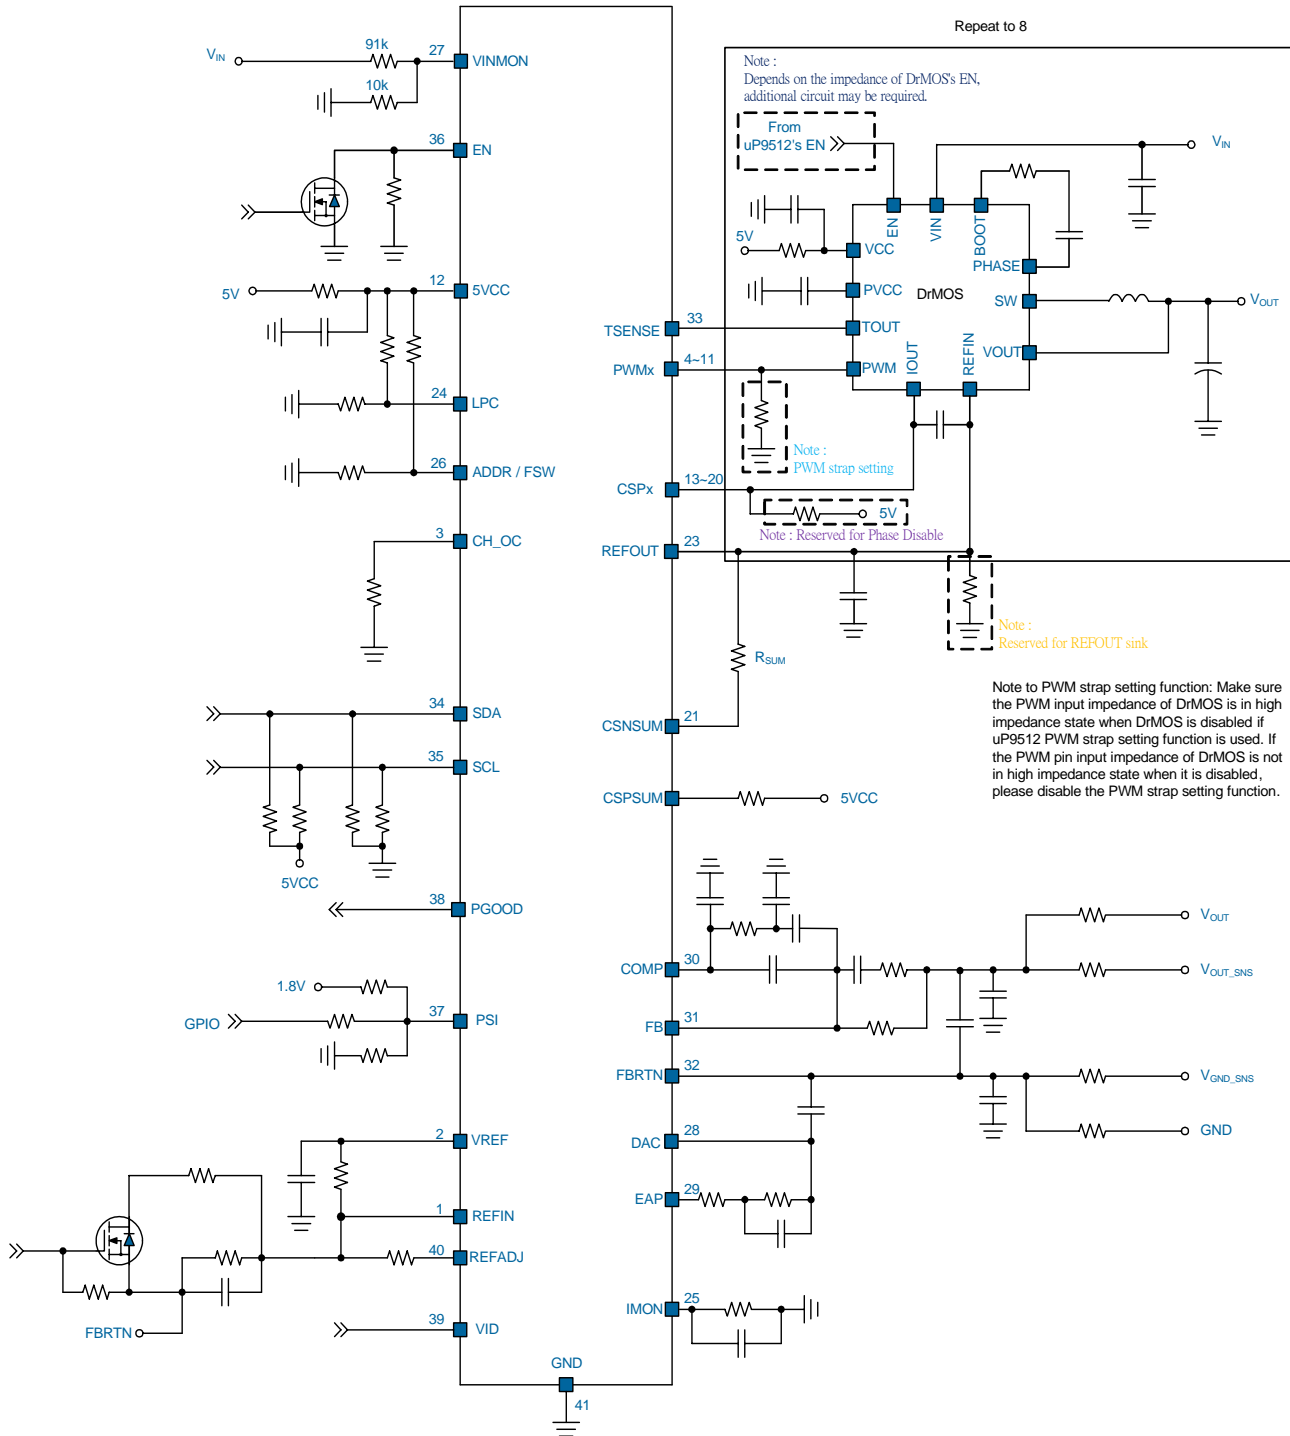 Repeat to 8
Note :
Depends on the impedance of DrMOS's EN,
additional circuit may be required.
From
uP9512's EN
VIN
91k
27
VINMON
10k
36
EN
5V
12
5VCC
24
LPC
26
ADDR / FSW
3
CH_OC
34
SDA
35
SCL
5VCC
38
PGOOD
1.8V
GPIO
37
PSI
2
VREF
1
REFIN
40
REFADJ
FBRTN
39
VID
GND
41
TSENSE
33
PWMx
4~11
CSPx
13~20
REFOUT
23
RSUM
CSNSUM
21
CSPSUM
5VCC
COMP
30
FB
31
FBRTN
32
DAC
28
EAP
29
IMON
25
VIN
5V
EN
VIN
BOOT
VCC
PHASE
PVCC
DrMOS
SW
VOUT
TOUT
VOUT
PWM
IOUT
REFIN
Note :
PWM strap setting
5V
Note : Reserved for Phase Disable
Note :
Reserved for REFOUT sink
Note to PWM strap setting function: Make sure
the PWM input impedance of DrMOS is in high
impedance state when DrMOS is disabled if
uP9512 PWM strap setting function is used. If
the PWM pin input impedance of DrMOS is not
in high impedance state when it is disabled,
please disable the PWM strap setting function.
VOUT
VOUT_SNS
VGND_SNS
GND